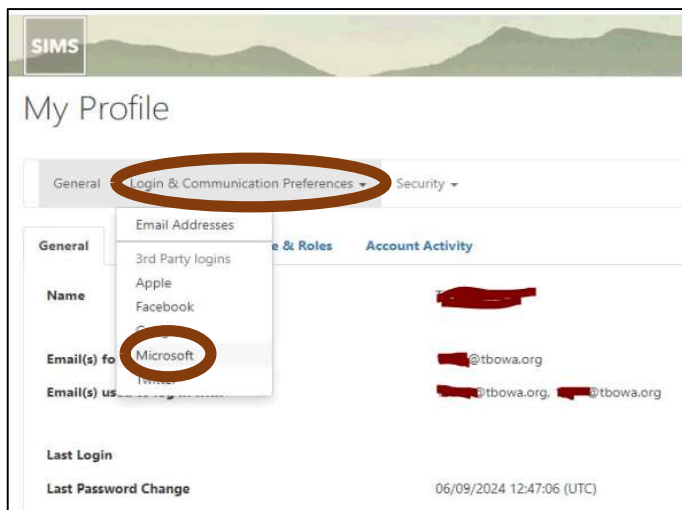 SIMS
My Profile
General Login & Communication Preferences Security
Email Addresses
General & Roles Account Activity
3rd Party logins
Apple
Name
Facebook
Email(s) fo Microsoft @tbowa.org
Email(s) @tbowa.org, @tbowa.org
Last Login
Last Password Change 06/09/2024 12:47:06 (UTC)